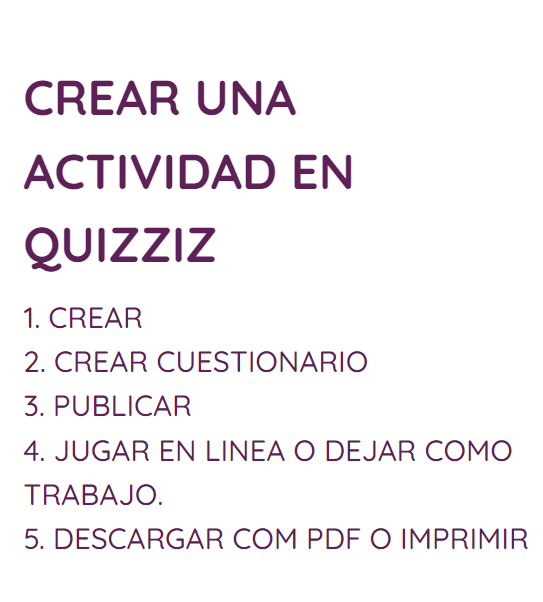 CREAR UNA
ACTIVIDAD EN
QUIZZIZ
1. CREAR
2. CREAR CUESTIONARIO
3. PUBLICAR
4. JUGAR EN LINEA O DEJAR COMO
TRABAJO.
5. DESCARGAR COM PDF O IMPRIMIR